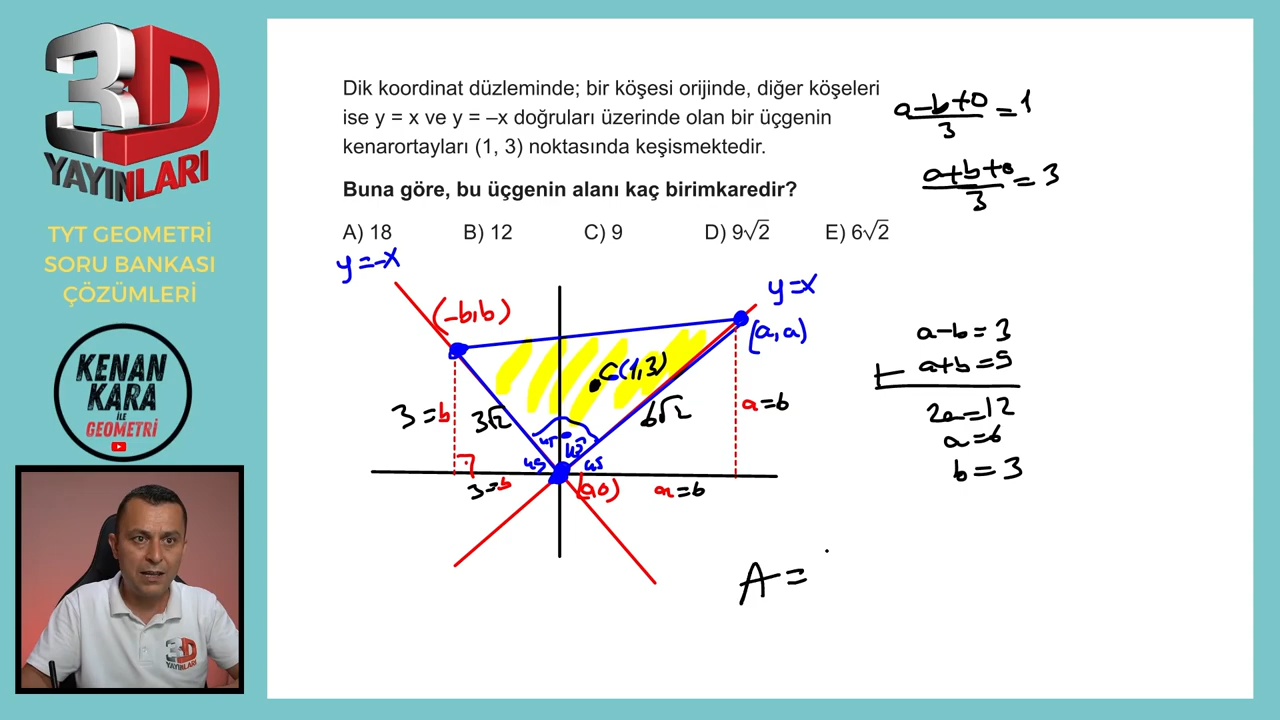 3D
YAYINLARI
TYT GEOMETRİ
SORU BANKASI
ÇÖZÜMLERİ
KENAN
KARA
İLE
GEOMETRİ
3D
YAYINLARI
Dik koordinat düzleminde; bir köşesi orijinde, diğer köşeleri
ise y = x ve y = –x doğruları üzerinde olan bir üçgenin
kenarortayları (1, 3) noktasında keşismektedir.
Buna göre, bu üçgenin alanı kaç birimkaredir?
A) 18 B) 12 C) 9 D) 9√2 E) 6√2
a-b+0/3 = 1
a+b+0/3 = 3
y=-x
y=x
(-b,b)
(a,a)
G(1,3)
3=b
3√2
6√2
a=6
45 45
45 45
3=b
(0,0)
a=6
a-b=3
a+b=9
+
2a=12
a=6
b=3
A=